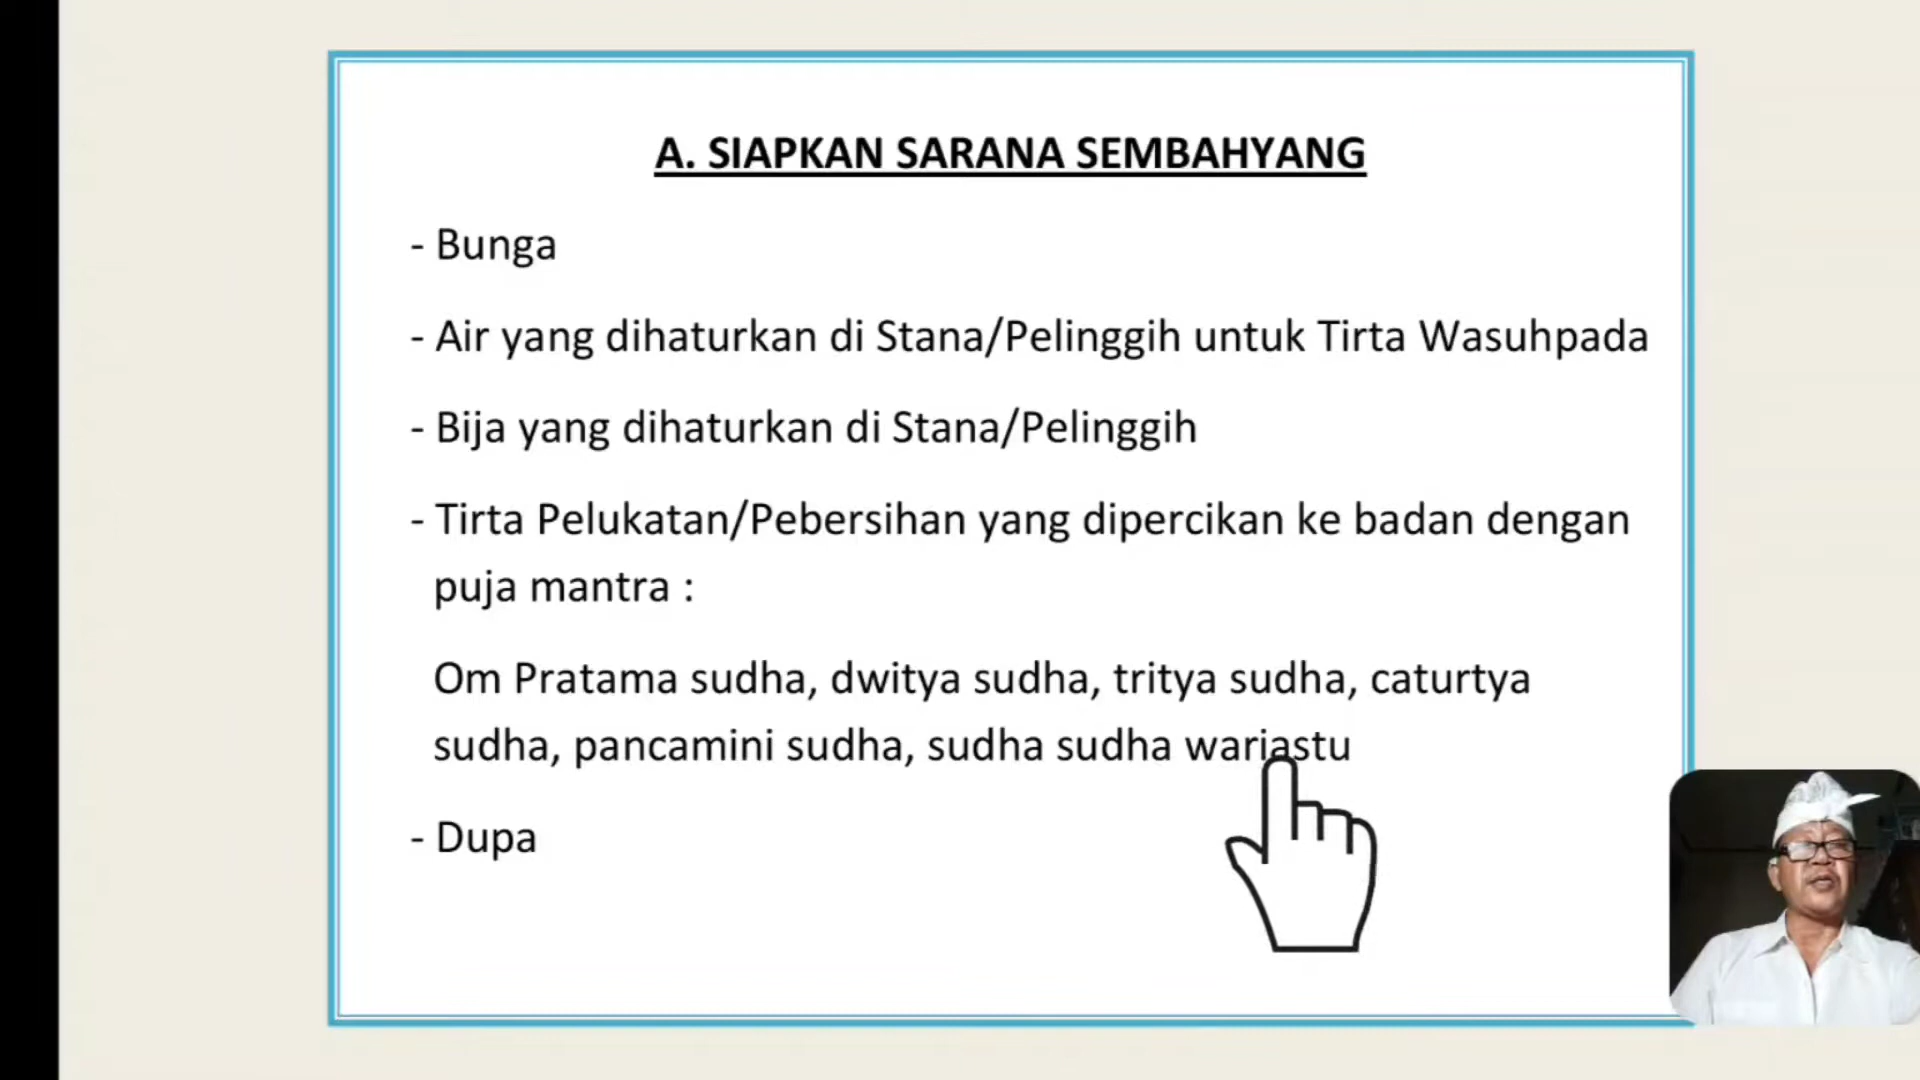 A. SIAPKAN SARANA SEMBAHYANG
- Bunga
- Air yang dihaturkan di Stana/Pelinggih untuk Tirta Wasuhpada
- Bija yang dihaturkan di Stana/Pelinggih
- Tirta Pelukatan/Pebersihan yang dipercikan ke badan dengan
puja mantra :
Om Pratama sudha, dwitya sudha, tritya sudha, caturtya
sudha, pancamini sudha, sudha sudha wariastu
- Dupa